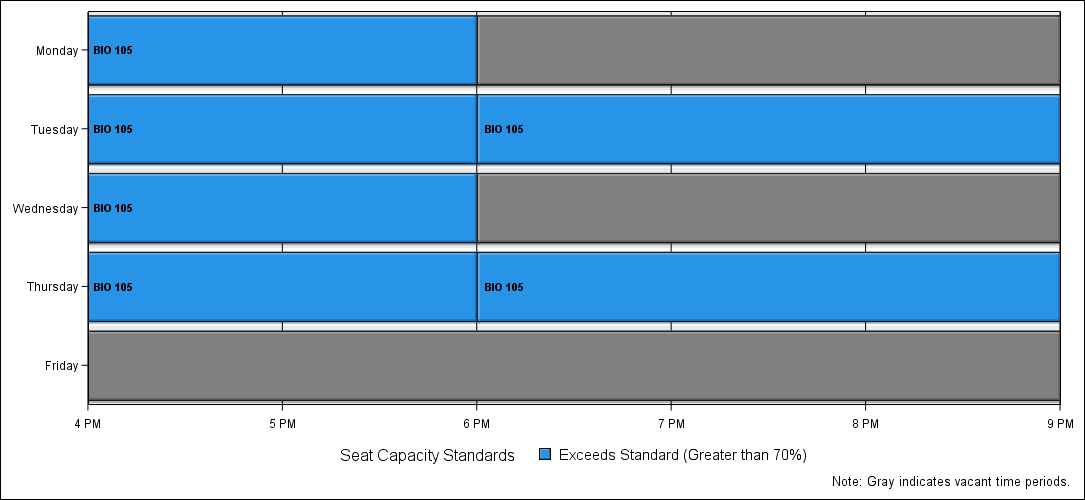 Monday
BIO 105
Tuesday
BIO 105
BIO 105
Wednesday
BIO 105
Thursday
BIO 105
BIO 105
Friday
4 PM 5 PM 6 PM 7 PM 8 PM 9 PM
Seat Capacity Standards Exceeds Standard (Greater than 70%)
Note: Gray indicates vacant time periods.